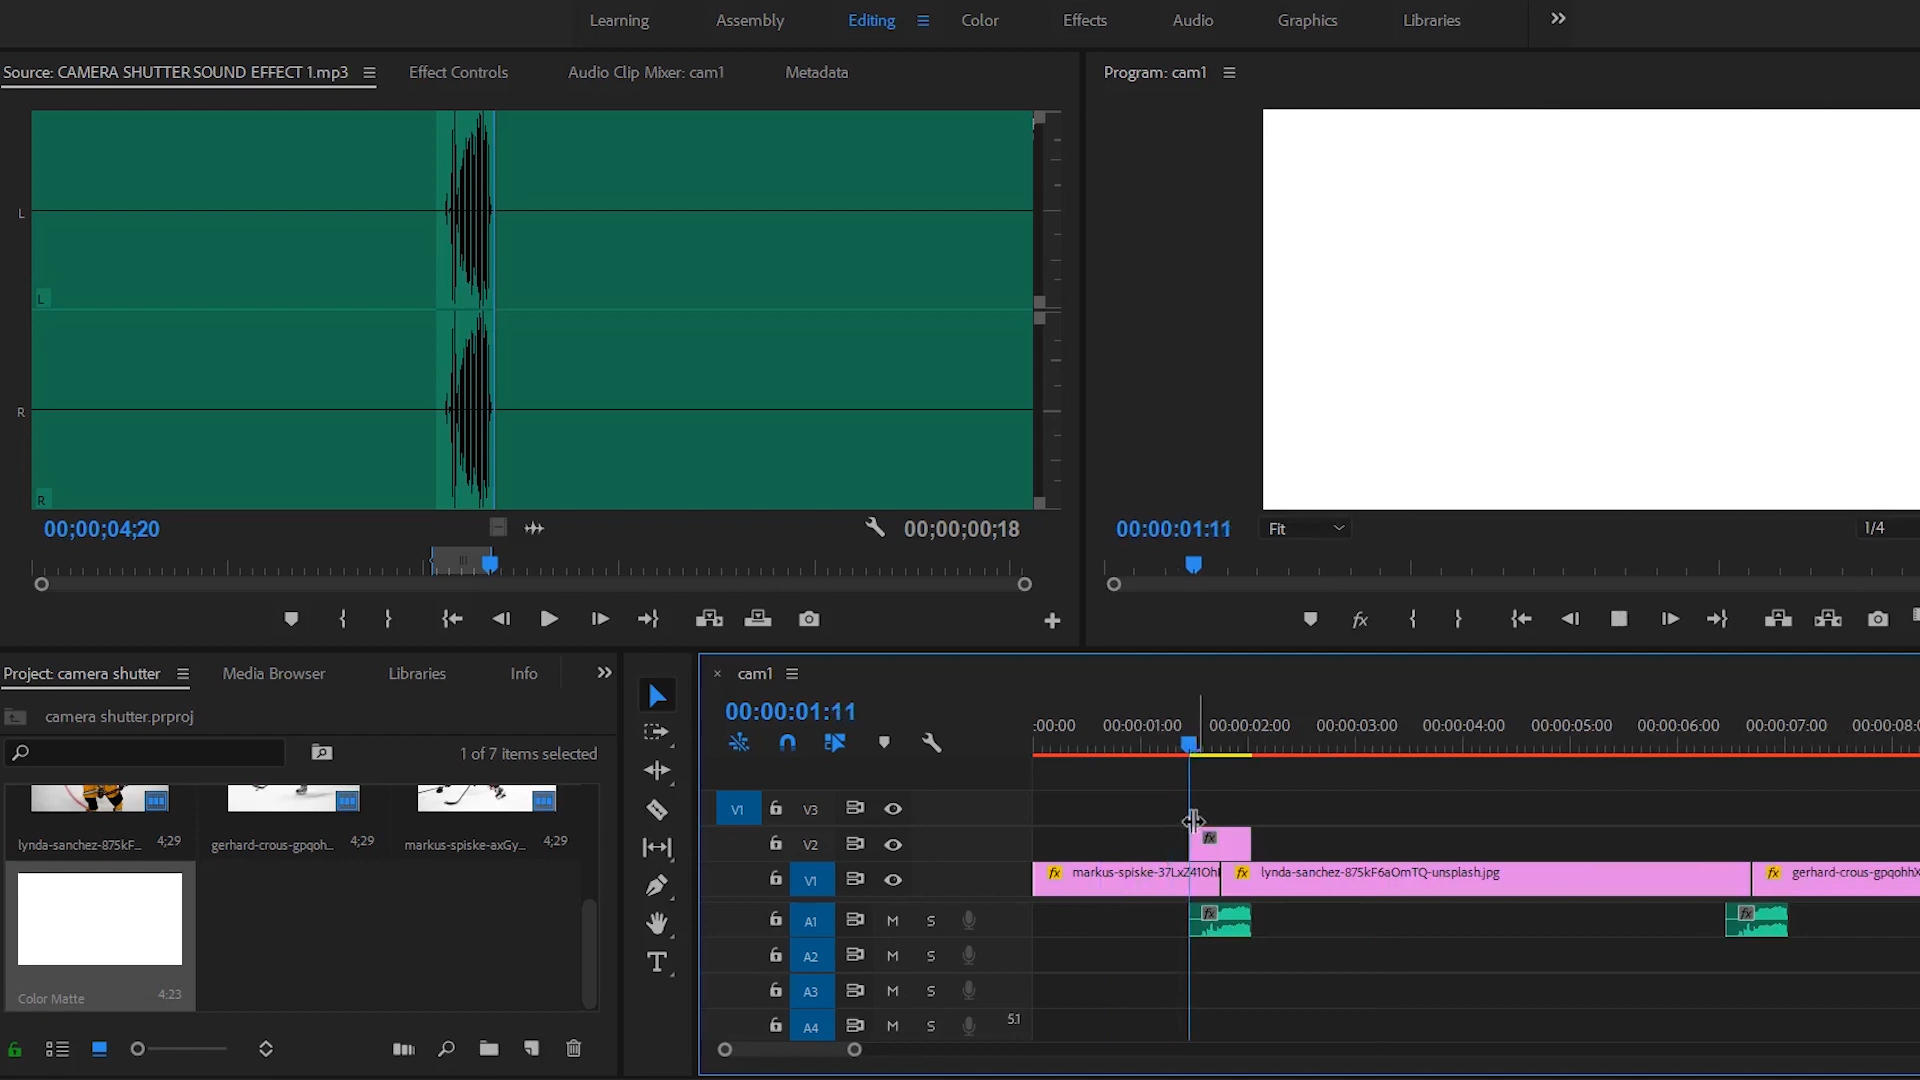 Learning Assembly Editing Color Effects Audio Graphics Libraries
Source: CAMERA SHUTTER SOUND EFFECT 1.mp3 Effect Controls Audio Clip Mixer: cam1 Metadata
Program: cam1
L
L
R
R
00;00;04;20 00;00;00;18
00:00:01:11 Fit 1/4
Project: camera shutter Media Browser Libraries Info
camera shutter.prproj
1 of 7 items selected
lynda-sanchez-875kF... 4;29
gerhard-crous-gpqoh... 4;29
markus-spiske-axGy... 4;29
Color Matte 4:23
cam1
00:00:01:11
:00:00 00:00:01:00 00:00:02:00 00:00:03:00 00:00:04:00 00:00:05:00 00:00:06:00 00:00:07:00 00:00:08:0
V1 V3
V2 fx
V1 fx markus-spiske-37LxZ41Oh fx lynda-sanchez-875kF6aOmTQ-unsplash.jpg fx gerhard-crous-gpqohhX
A1 M S fx fx
A2 M S
A3 M S
A4 M S 5.1